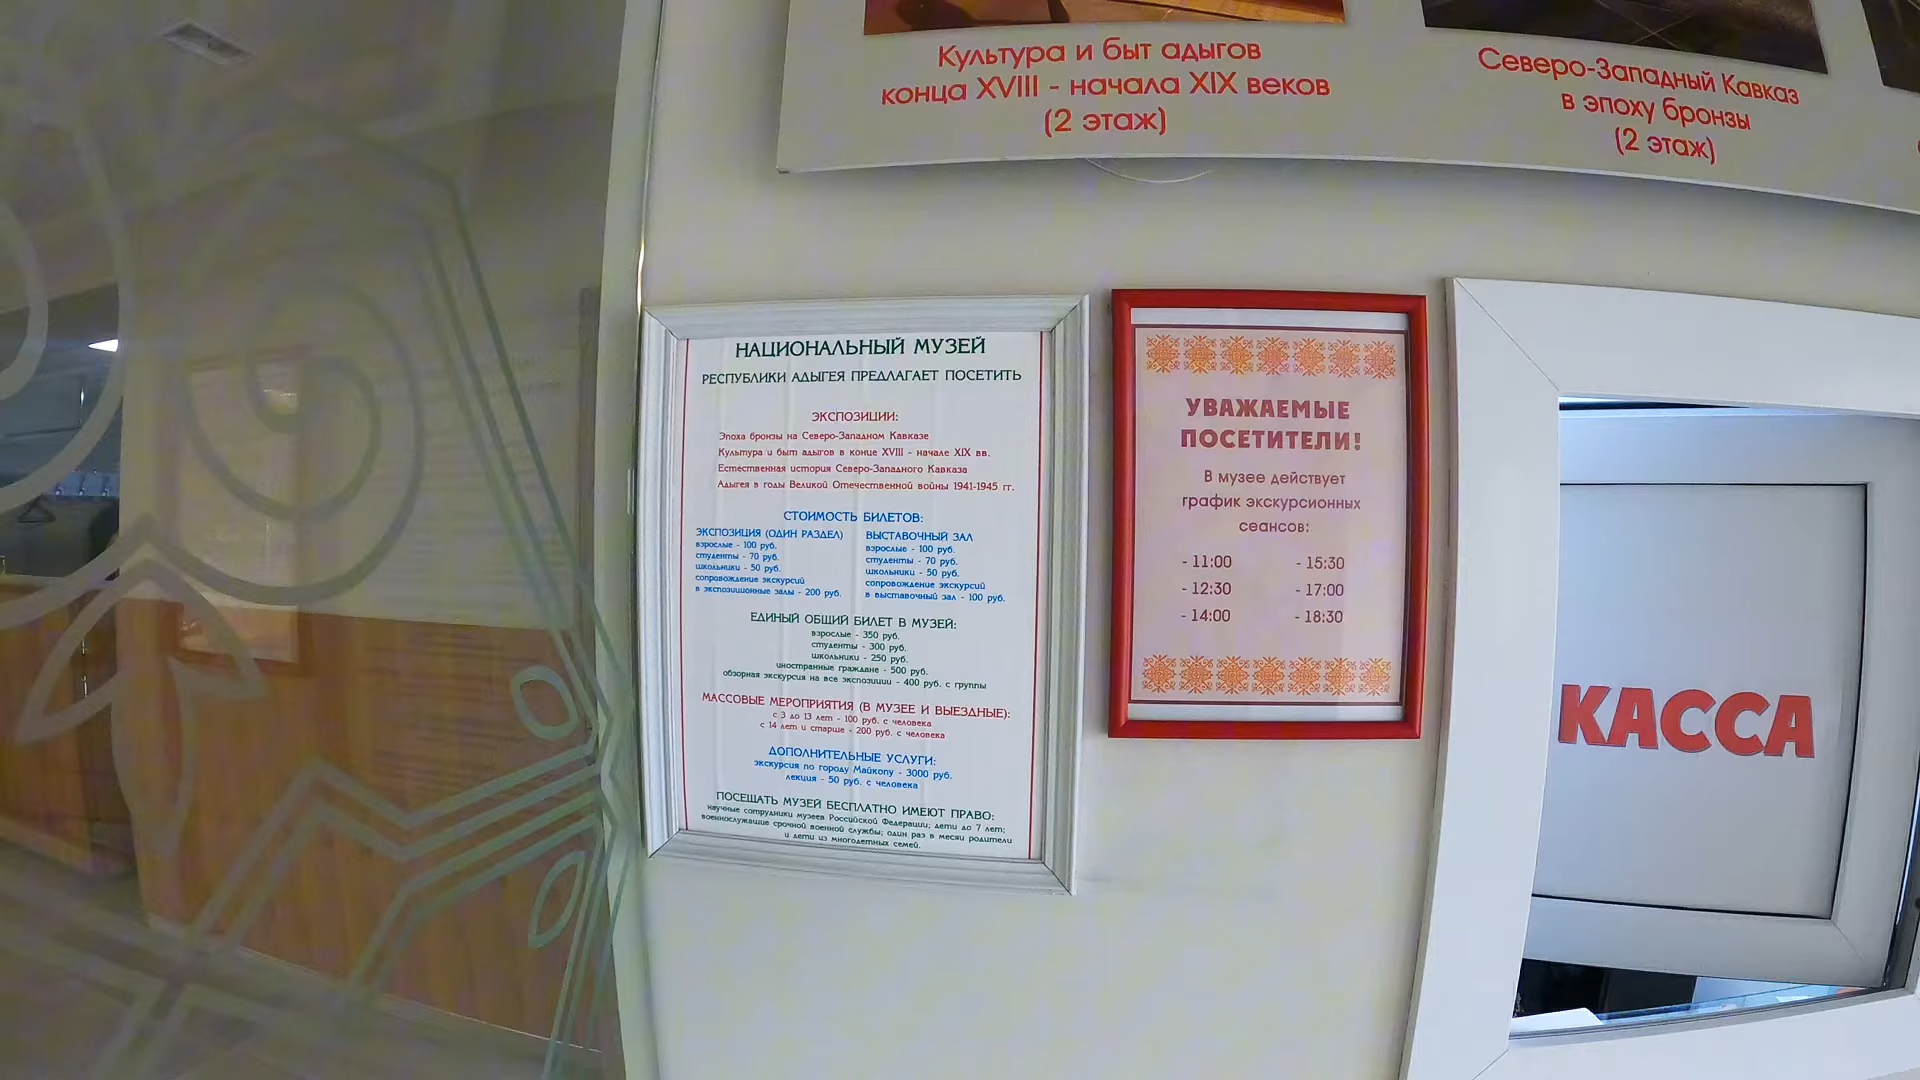 Культура и быт адыгов
конца XVIII - начала XIX веков
(2 этаж)
Северо-Западный Кавказ
в эпоху бронзы
(2 этаж)
НАЦИОНАЛЬНЫЙ МУЗЕЙ
РЕСПУБЛИКИ АДЫГЕЯ ПРЕДЛАГАЕТ ПОСЕТИТЬ
ЭКСПОЗИЦИИ:
Эпоха бронзы на Северо-Западном Кавказе
Культура и быт адыгов в конце XVIII - начале XIX вв.
Естественная история Северо-Западного Кавказа
Адыгея в годы Великой Отечественной войны 1941-1945 гг.
СТОИМОСТЬ БИЛЕТОВ:
ЭКСПОЗИЦИЯ (ОДИН РАЗДЕЛ)
взрослые - 100 руб.
студенты - 70 руб.
школьники - 50 руб.
сопровождение экскурсий
в экспозиционные залы - 200 руб.
ВЫСТАВОЧНЫЙ ЗАЛ
взрослые - 100 руб.
студенты - 70 руб.
школьники - 50 руб.
сопровождение экскурсий
в выставочный зал - 100 руб.
ЕДИНЫЙ ОБЩИЙ БИЛЕТ В МУЗЕЙ:
взрослые - 350 руб.
студенты - 300 руб.
школьники - 250 руб.
иностранные граждане - 500 руб.
обзорная экскурсия на все экспозиции - 400 руб. с группы
МАССОВЫЕ МЕРОПРИЯТИЯ (В МУЗЕЕ И ВЫЕЗДНЫЕ):
с 3 до 13 лет - 100 руб. с человека
с 14 лет и старше - 200 руб. с человека
ДОПОЛНИТЕЛЬНЫЕ УСЛУГИ:
экскурсия по городу Майкопу - 3000 руб.
лекция - 50 руб. с человека
ПОСЕЩАТЬ МУЗЕЙ БЕСПЛАТНО ИМЕЮТ ПРАВО:
научные сотрудники музеев Российской Федерации; дети до 7 лет;
военнослужащие срочной военной службы; один раз в месяц родители
и дети из многодетных семей.
УВАЖАЕМЫЕ
ПОСЕТИТЕЛИ!
В музее действует
график экскурсионных
сеансов:
- 11:00
- 12:30
- 14:00
- 15:30
- 17:00
- 18:30
КАССА